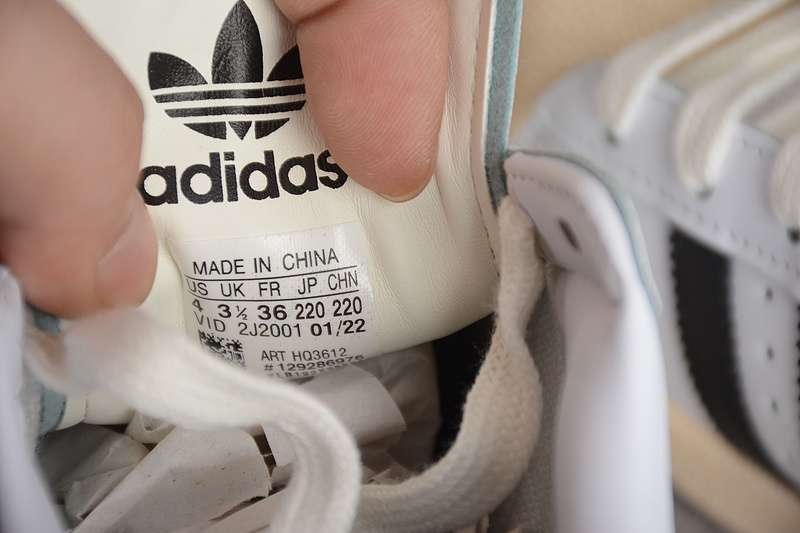 adidas
MADE IN CHINA
US UK FR JP CHN
4 3½ 36 220 220
VID 2J2001 01/22
ART HQ3612
# 129286976